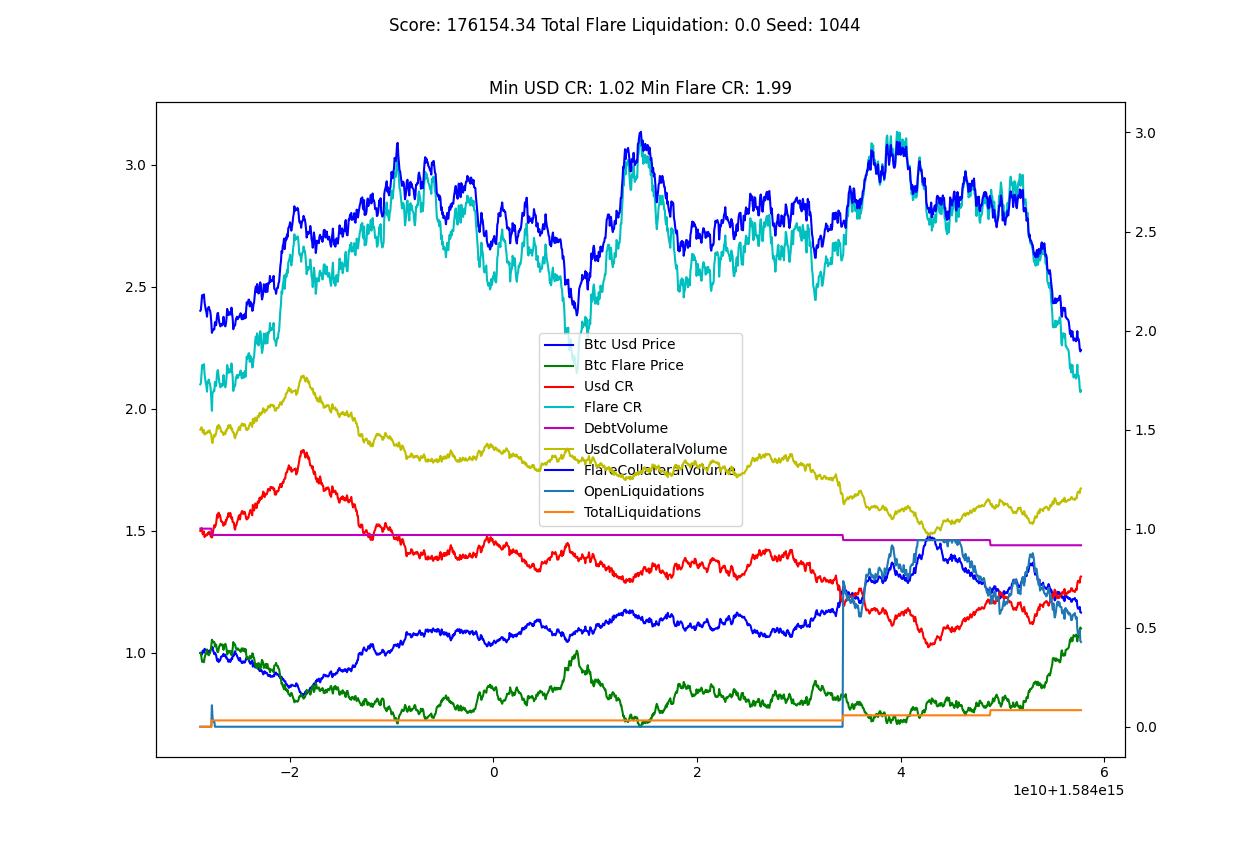 Score: 176154.34 Total Flare Liquidation: 0.0 Seed: 1044
Min USD CR: 1.02 Min Flare CR: 1.99
3.0
2.5
2.0
1.5
1.0
3.0
2.5
2.0
1.5
1.0
0.5
0.0
Btc Usd Price
Btc Flare Price
Usd CR
Flare CR
DebtVolume
UsdCollateralVolume
FlareCollateralVolume
OpenLiquidations
TotalLiquidations
−2 0 2 4 6
1e10+1.584e15